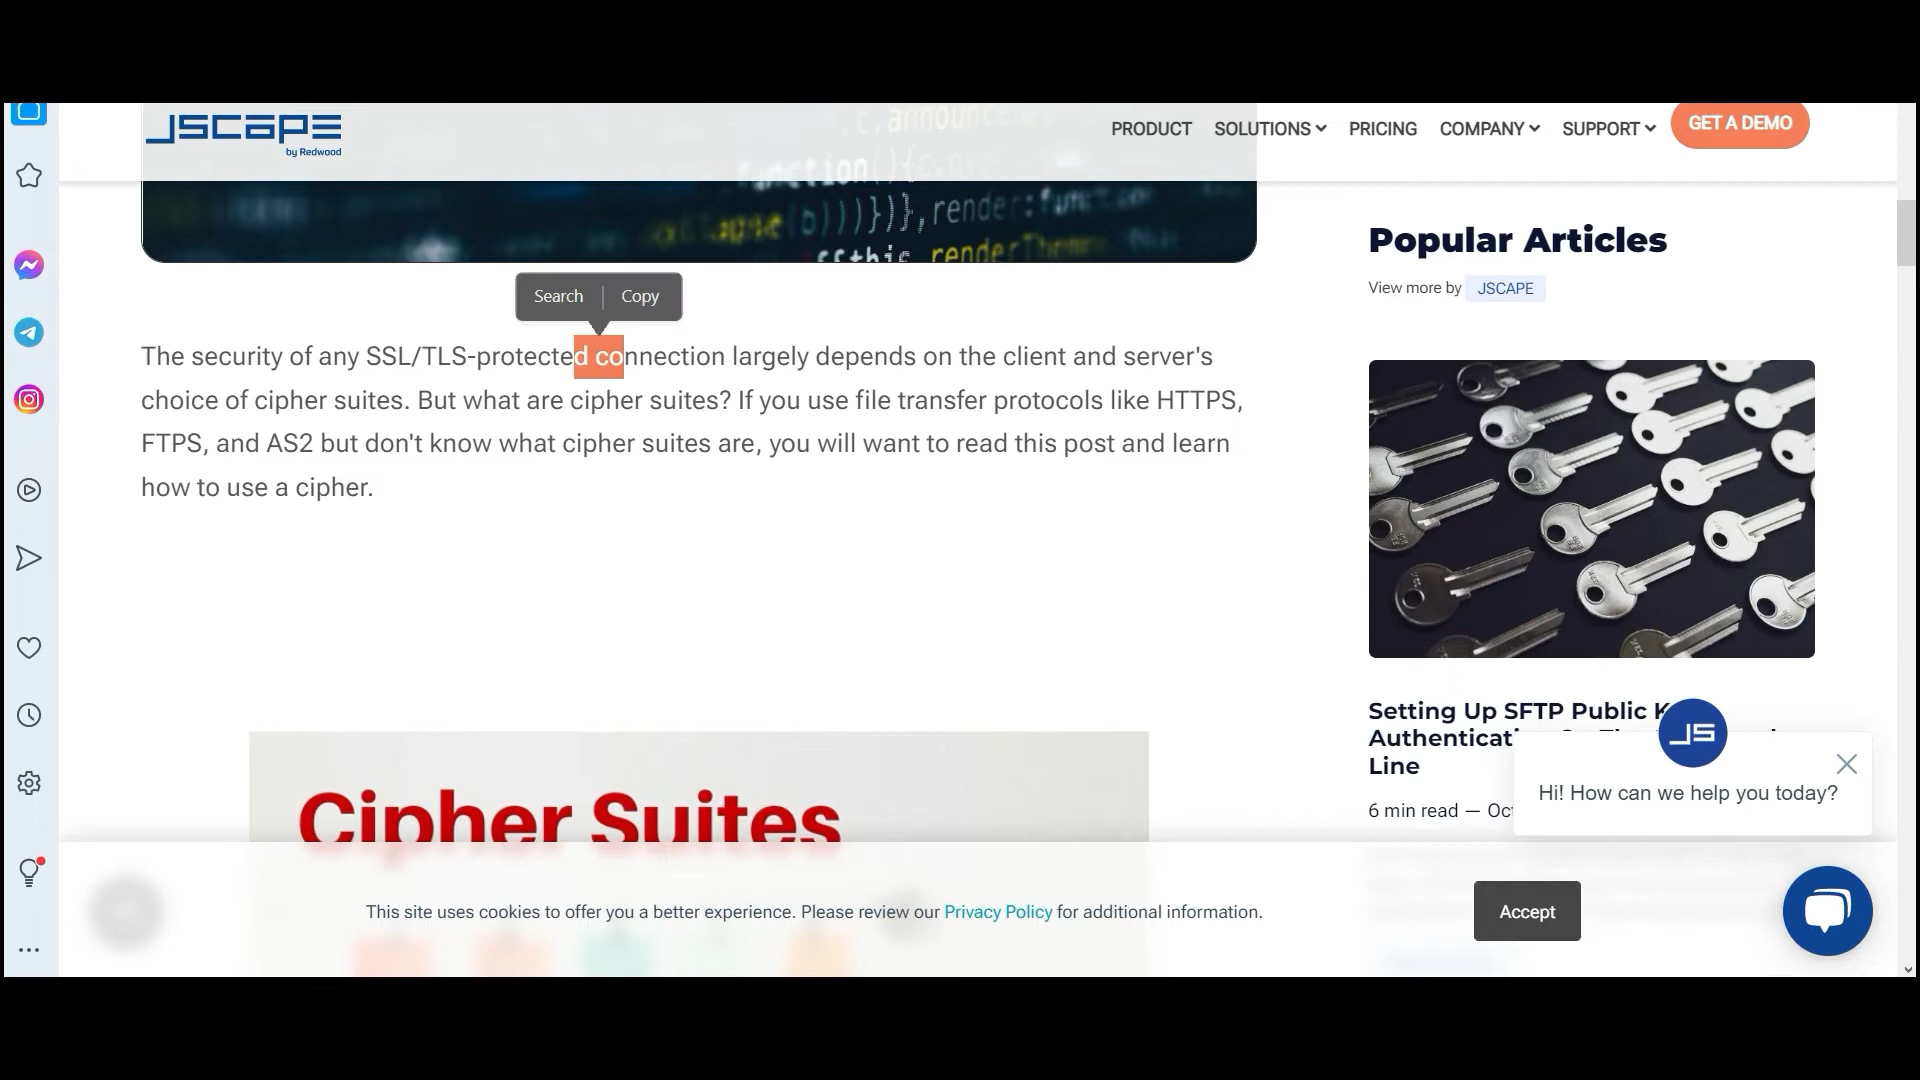 JSCAPE
by Redwood
PRODUCT SOLUTIONS PRICING COMPANY SUPPORT GET A DEMO
function(){c.
(b)))})},render:func
renderThem
Search Copy
The security of any SSL/TLS-protected connection largely depends on the client and server's
choice of cipher suites. But what are cipher suites? If you use file transfer protocols like HTTPS,
FTPS, and AS2 but don't know what cipher suites are, you will want to read this post and learn
how to use a cipher.
Cipher Suites
Popular Articles
View more by JSCAPE
Setting Up SFTP Public
Line
6 min read —
JS
Hi! How can we help you today?
This site uses cookies to offer you a better experience. Please review our Privacy Policy for additional information.
Accept